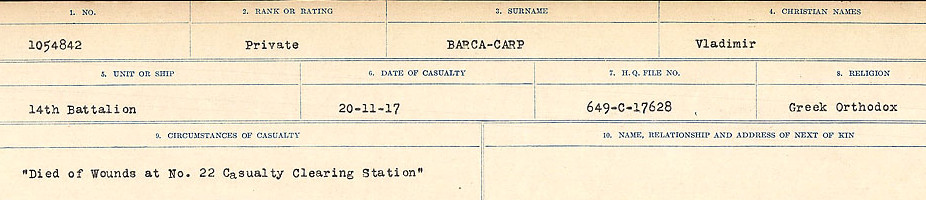 1. NO. 2. RANK OR RATING 3. SURNAME 4. CHRISTIAN NAMES
1054842 Private BARCA-CARP Vladimir
5. UNIT OR SHIP 6. DATE OF CASUALTY 7. H.Q. FILE NO. 8. RELIGION
14th Battalion 20-11-17 649-C-17628 Greek Orthodox
9. CIRCUMSTANCES OF CASUALTY 10. NAME, RELATIONSHIP AND ADDRESS OF NEXT OF KIN
"Died of Wounds at No. 22 Casualty Clearing Station"